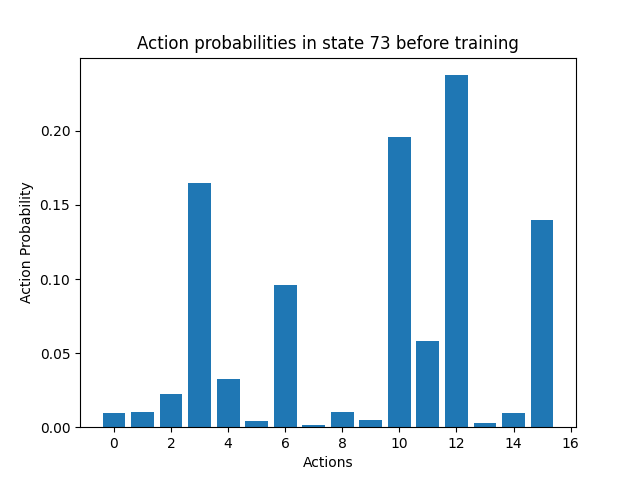 Action probabilities in state 73 before training
Action Probability
0.20
0.15
0.10
0.05
0.00
0 2 4 6 8 10 12 14 16
Actions